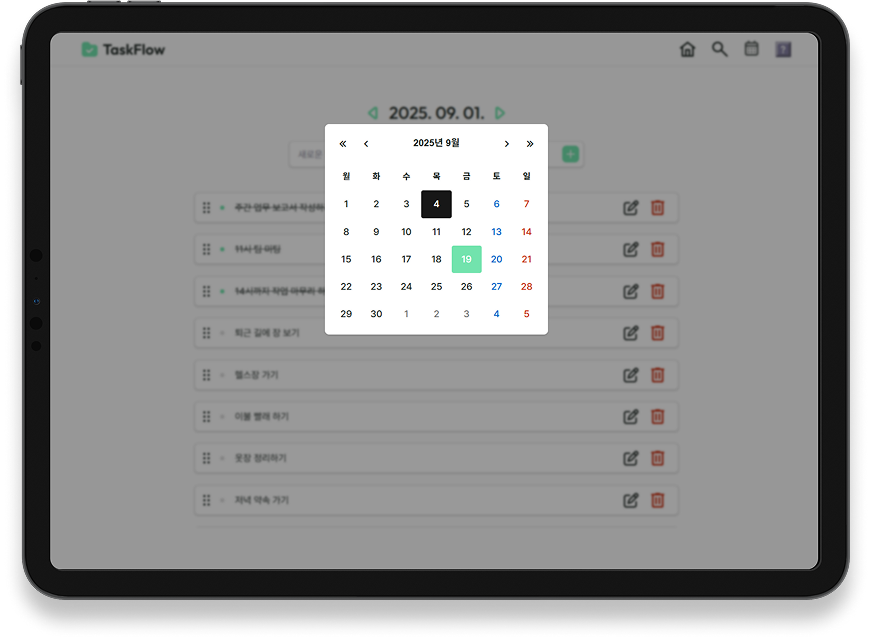 TaskFlow
2025. 09. 01.
새로운
« ‹ 2025년 9월 › »
월 화 수 목 금 토 일
1 2 3 4 5 6 7
8 9 10 11 12 13 14
15 16 17 18 19 20 21
22 23 24 25 26 27 28
29 30 1 2 3 4 5
주간 업무 보고서 작성하
11시 팀 미팅
14시까지 작업 마무리 하
퇴근 길에 장 보기
헬스장 가기
이불 빨래 하기
옷장 정리하기
저녁 약속 가기